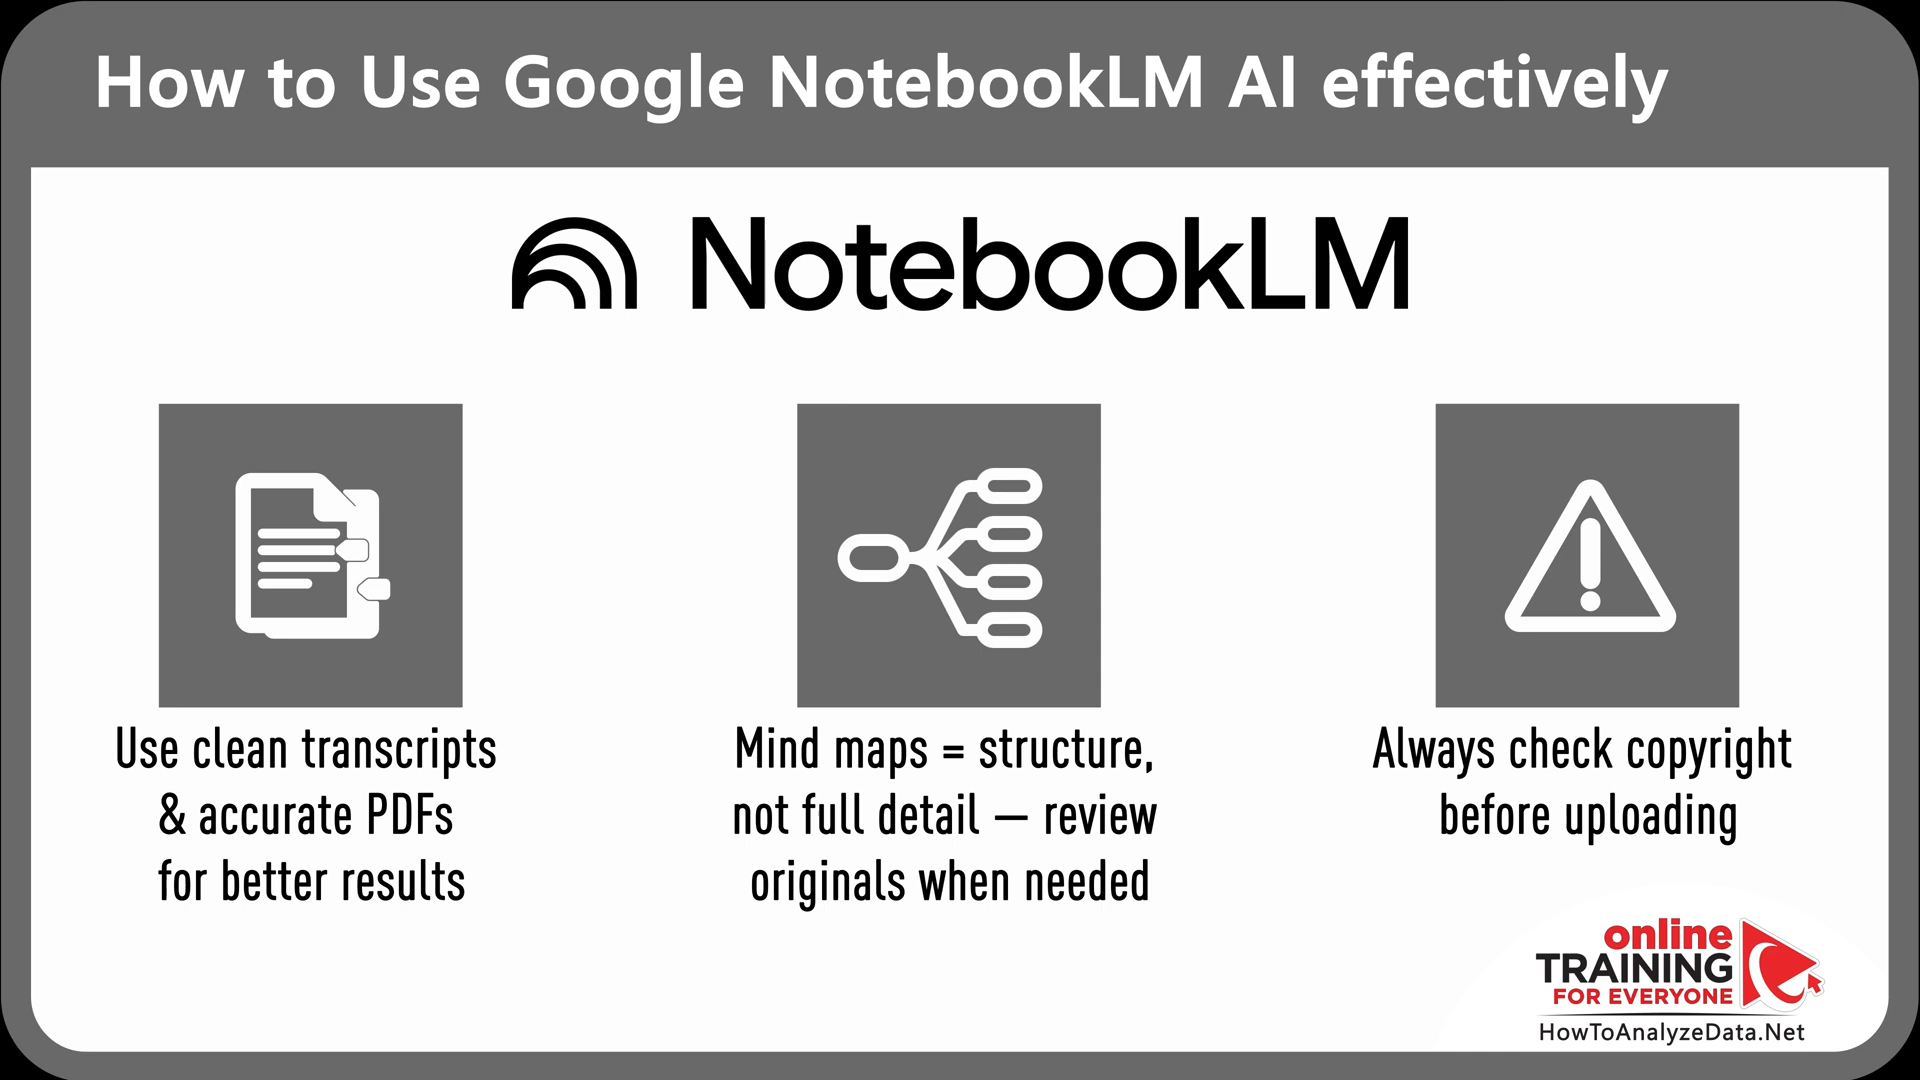 How to Use Google NotebookLM AI effectively
NotebookLM
Use clean transcripts
& accurate PDFs
for better results
Mind maps = structure,
not full detail — review
originals when needed
Always check copyright
before uploading
online
TRAINING
FOR EVERYONE
HowToAnalyzeData.Net